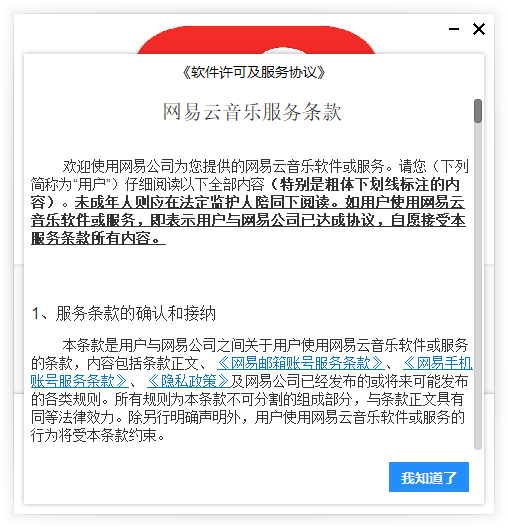 《软件许可及服务协议》
网易云音乐服务条款
欢迎使用网易公司为您提供的网易云音乐软件或服务。请您（下列
简称为“用户”）仔细阅读以下全部内容（特别是粗体下划线标注的内
容）。未成年人则应在法定监护人陪同下阅读。如用户使用网易云
音乐软件或服务，即表示用户与网易公司已达成协议，自愿接受本
服务条款所有内容。
1、服务条款的确认和接纳
本条款是用户与网易公司之间关于用户使用网易云音乐软件或服务
的条款，内容包括条款正文、《网易邮箱账号服务条款》、《网易手机
账号服务条款》、《隐私政策》及网易公司已经发布的或将来可能发布
的各类规则。所有规则为本条款不可分割的组成部分，与条款正文具有
同等法律效力。除另行明确声明外，用户使用网易云音乐软件或服务的
行为将受本条款约束。
我知道了